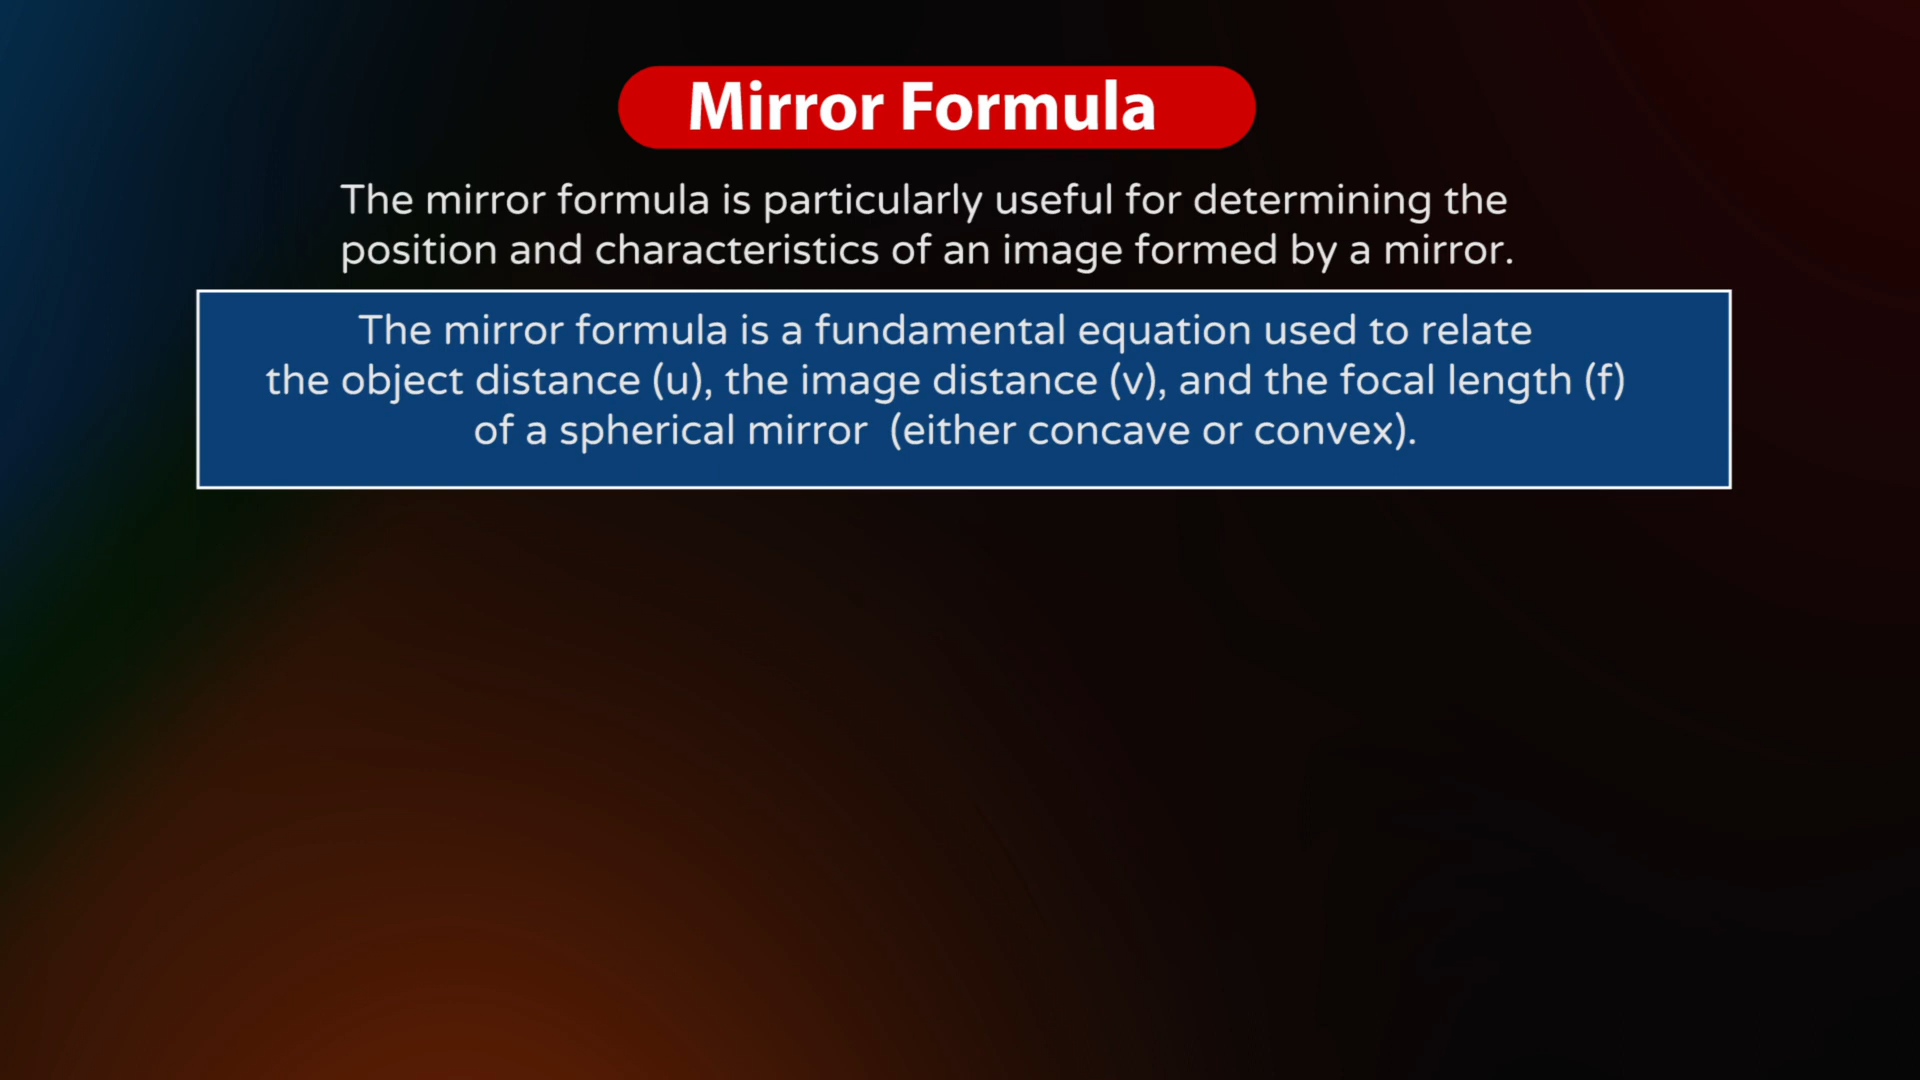 Mirror Formula
The mirror formula is particularly useful for determining the
position and characteristics of an image formed by a mirror.
The mirror formula is a fundamental equation used to relate
the object distance (u), the image distance (v), and the focal length (f)
of a spherical mirror  (either concave or convex).